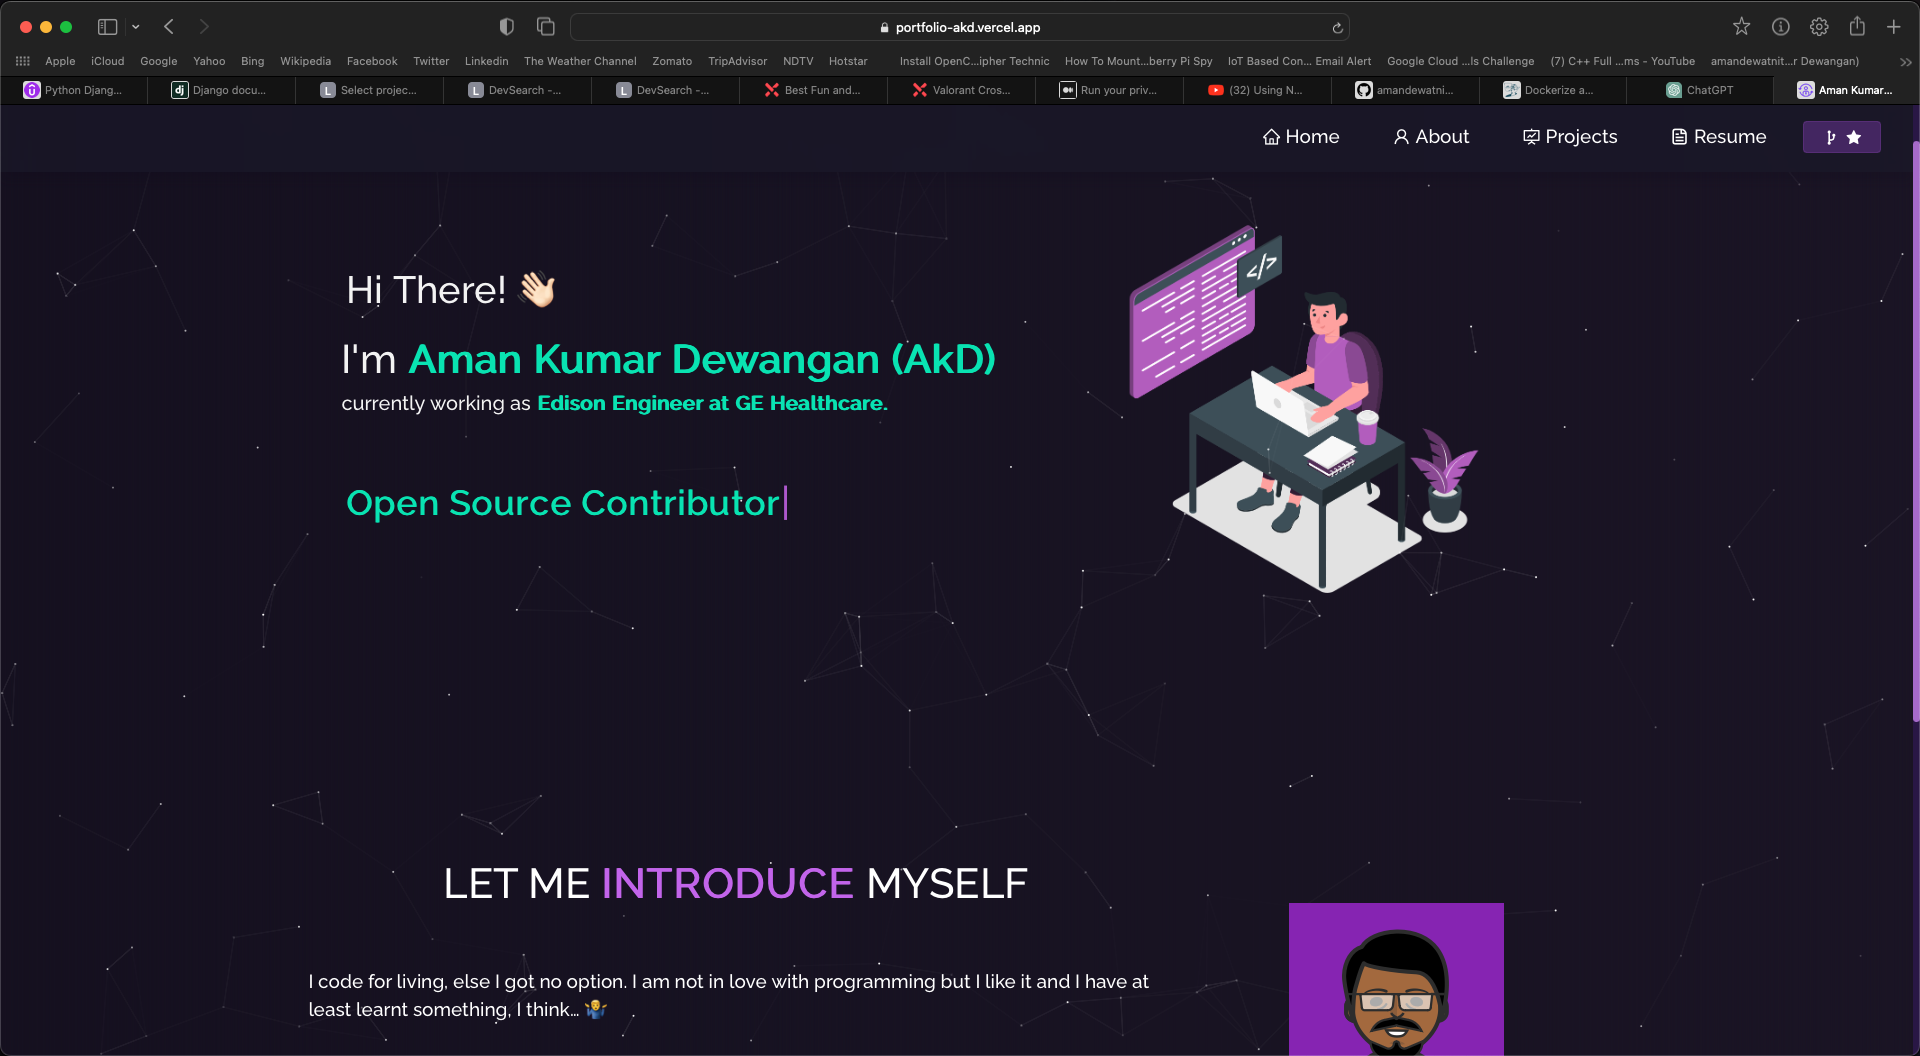 portfolio-akd.vercel.app
Apple iCloud Google Yahoo Bing Wikipedia Facebook Twitter Linkedin The Weather Channel Zomato TripAdvisor NDTV Hotstar Install OpenC...ipher Technic How To Mount...berry Pi Spy IoT Based Con... Email Alert Google Cloud ...ls Challenge (7) C++ Full ...ms - YouTube amandewatnit...r Dewangan)
Python Djang... dj Django docu... L Select projec... L DevSearch -... L DevSearch -... Best Fun and... Valorant Cros... Run your priv... (32) Using N... amandewatni... Dockerize a... ChatGPT Aman Kumar...
Home About Projects Resume
Hi There! 👋🏻
</>
I'm Aman Kumar Dewangan (AkD)
currently working as Edison Engineer at GE Healthcare.
Open Source Contributor|
LET ME INTRODUCE MYSELF
I code for living, else I got no option. I am not in love with programming but I like it and I have at
least learnt something, I think... 🤷‍♂️